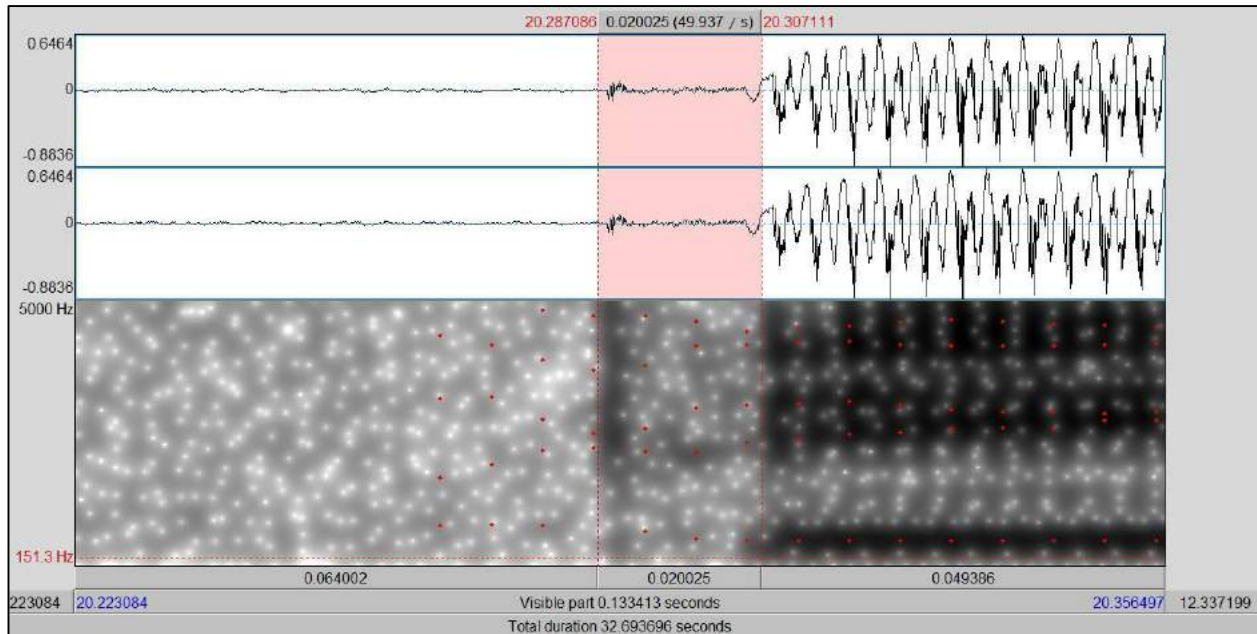 20.287086 0.020025 (49.937 / s) 20.307111
0.6464
0
-0.8836
0.6464
0
-0.8836
5000 Hz
151.3 Hz
0.064002 0.020025 0.049386
223084 20.223084 Visible part 0.133413 seconds 20.356497 12.337199
Total duration 32.693696 seconds